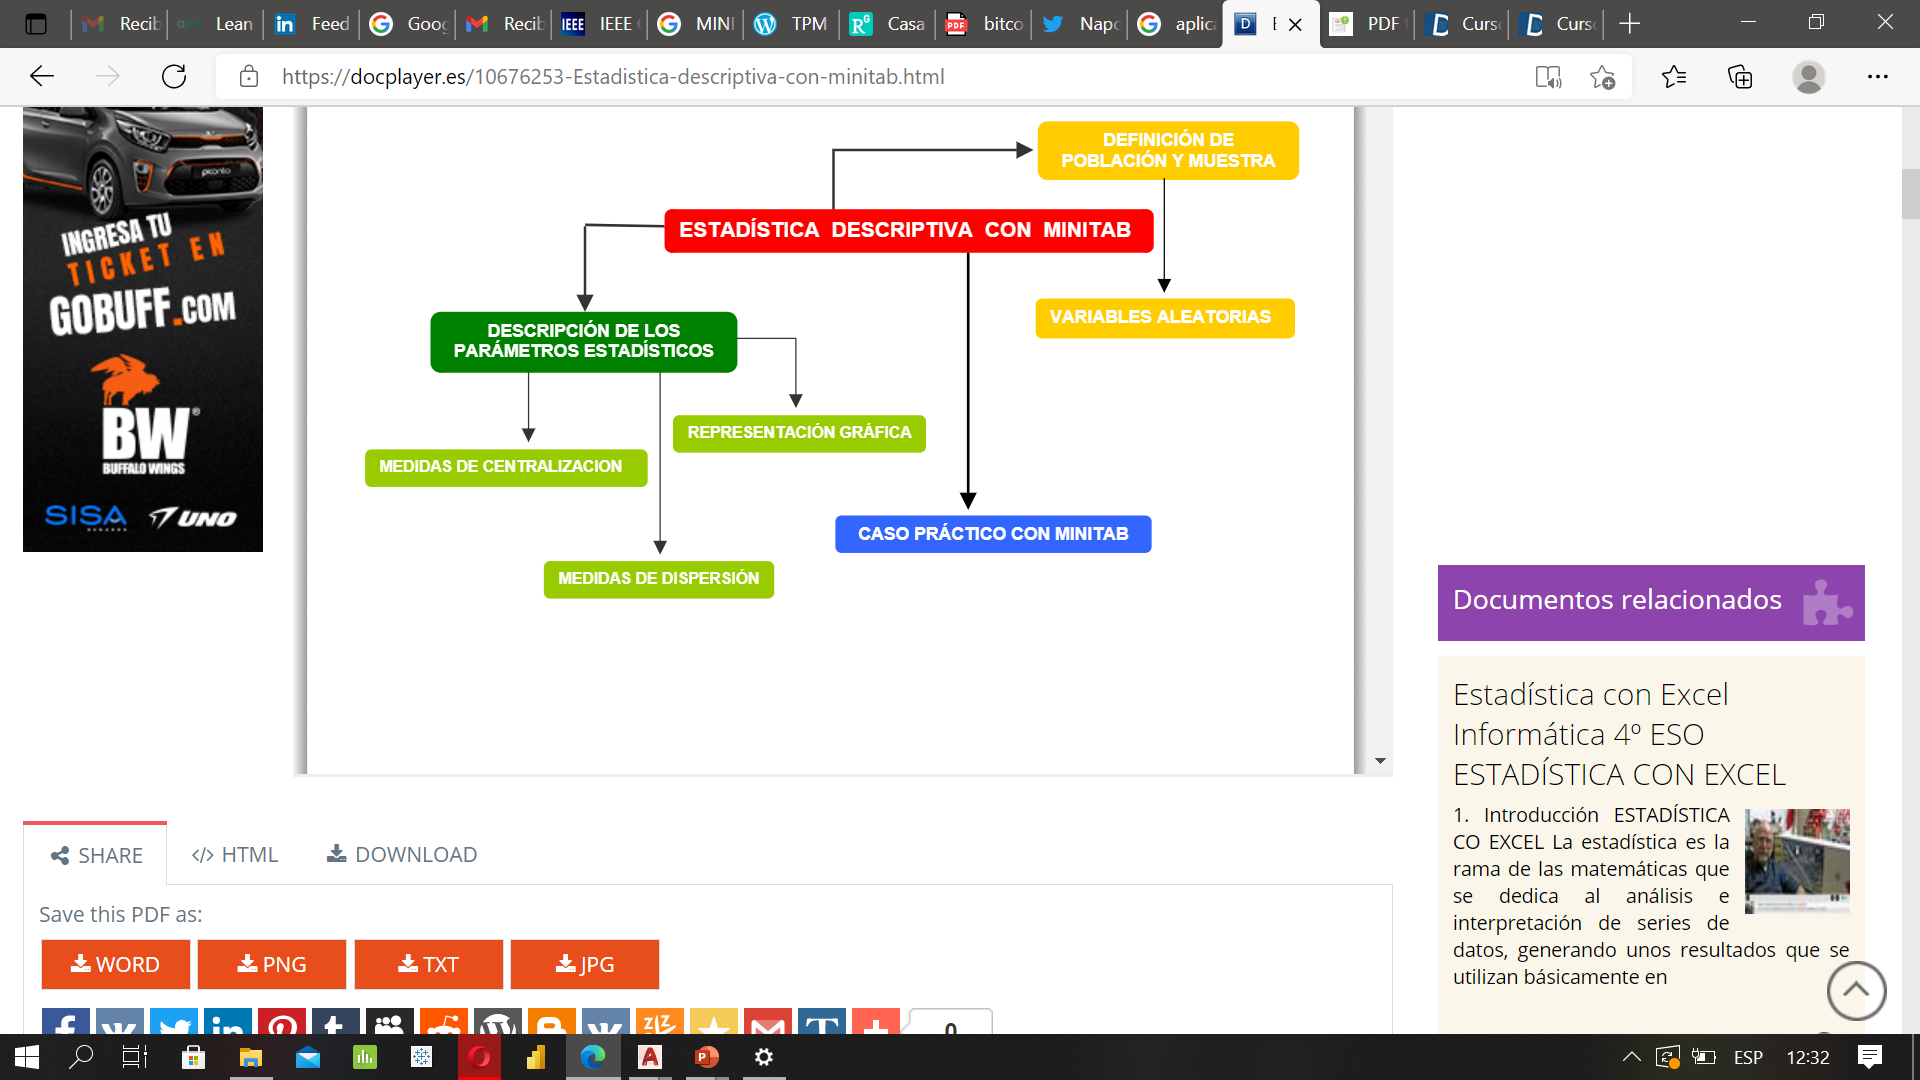 Recib
Lean
Feed
Goog
Recib
IEEE
IEEE
MINI
TPM
Casa
PDF
bitco
Napo
aplica
D
PDF
Curs
Curs
https://docplayer.es/10676253-Estadistica-descriptiva-con-minitab.html
picanto
INGRESA TU
TICKET EN
GOBUFF.COM
BW®
BUFFALO WINGS
SISA
UNO
DEFINICIÓN DE
POBLACIÓN Y MUESTRA
ESTADÍSTICA DESCRIPTIVA CON MINITAB
VARIABLES ALEATORIAS
DESCRIPCIÓN DE LOS
PARÁMETROS ESTADÍSTICOS
REPRESENTACIÓN GRÁFICA
MEDIDAS DE CENTRALIZACION
CASO PRÁCTICO CON MINITAB
MEDIDAS DE DISPERSIÓN
Documentos relacionados
Estadística con Excel
Informática 4º ESO
ESTADÍSTICA CON EXCEL
1. Introducción ESTADÍSTICA
CO EXCEL La estadística es la
rama de las matemáticas que
se dedica al análisis e
interpretación de series de
datos, generando unos resultados que se
utilizan básicamente en
SHARE
</> HTML
DOWNLOAD
Save this PDF as:
WORD
PNG
TXT
JPG
0
ESP
12:32